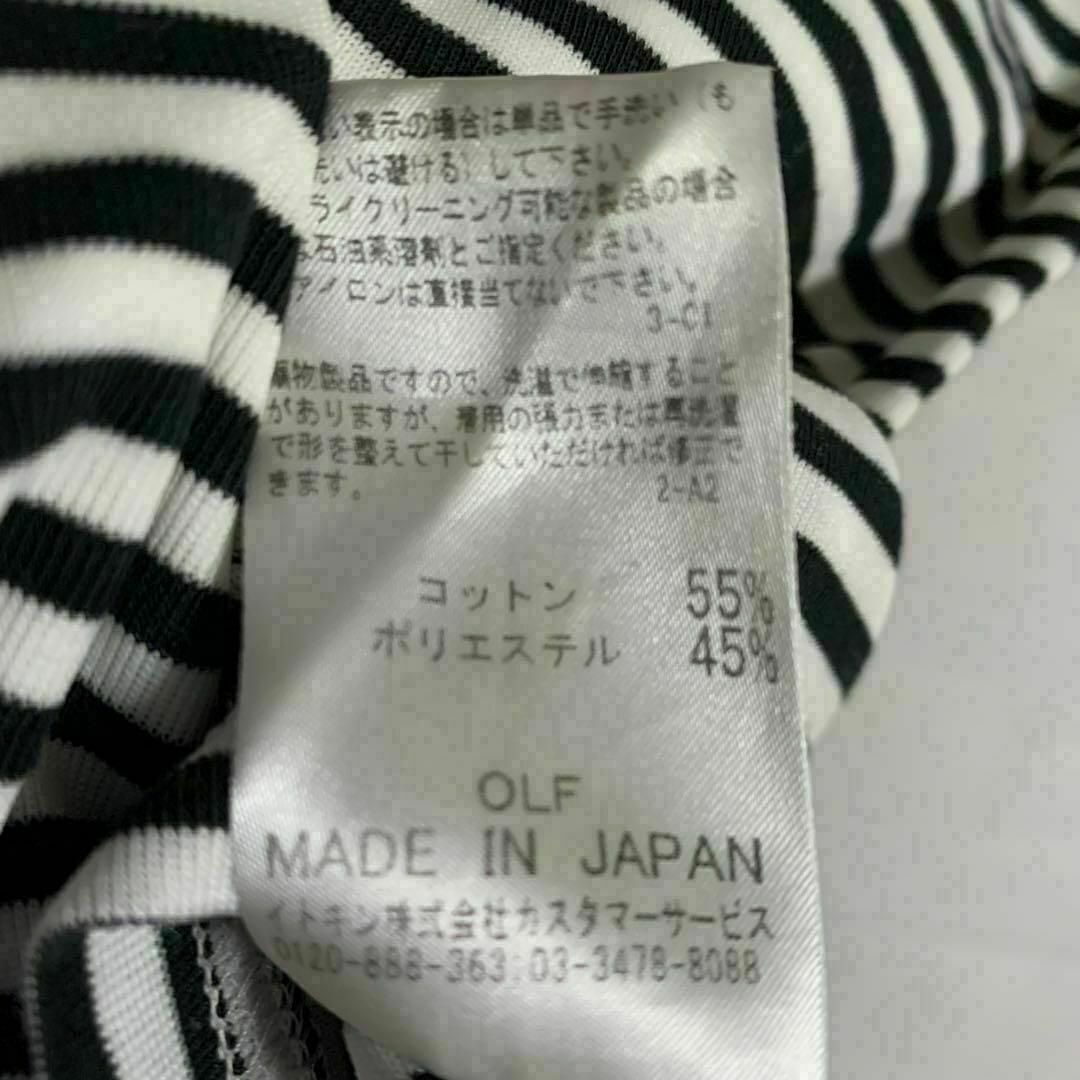 い表示の場合は単品で手洗い（も
洗いは避ける）して下さい。
ライクリーニング可能な製品の場合
は石油系溶剤とご指定ください。
アイロンは直接当てないで下さい。
3-C1
編物製品ですので、洗濯で伸縮すること
がありますが、着用の張力または再洗濯
で形を整えて干していただければ修正で
きます。 2-A2
コットン 55%
ポリエステル 45%
OLF
MADE IN JAPAN
イトキン株式会社カスタマーサービス
0120-888-363 03-3478-8088